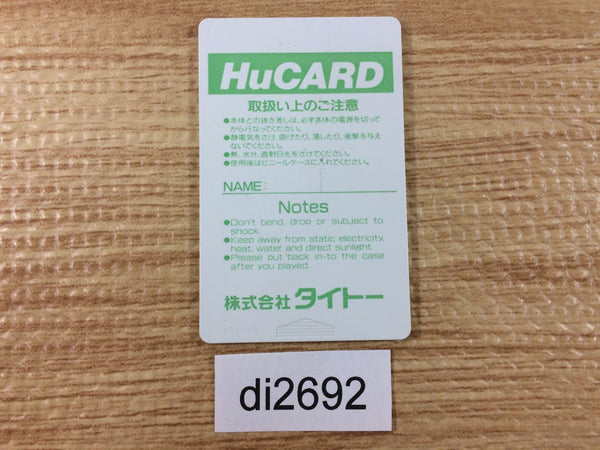 HuCARD
取扱い上のご注意
●本体との抜き差しは、必ず本体の電源を切って
から行なってください。
●静電気をさけ、曲げたり、落したり、衝撃を与え
ないでください。
●熱、水分、直射日光をさけてください。
●使用後はビニールケースに入れてください。
NAME:
Notes
●Don't bend, drop or subject to
shock.
●Keep away from static electricity,
heat, water and direct sunlight.
●Please put back in-to the case
after you played.
株式会社 タイトー
di2692